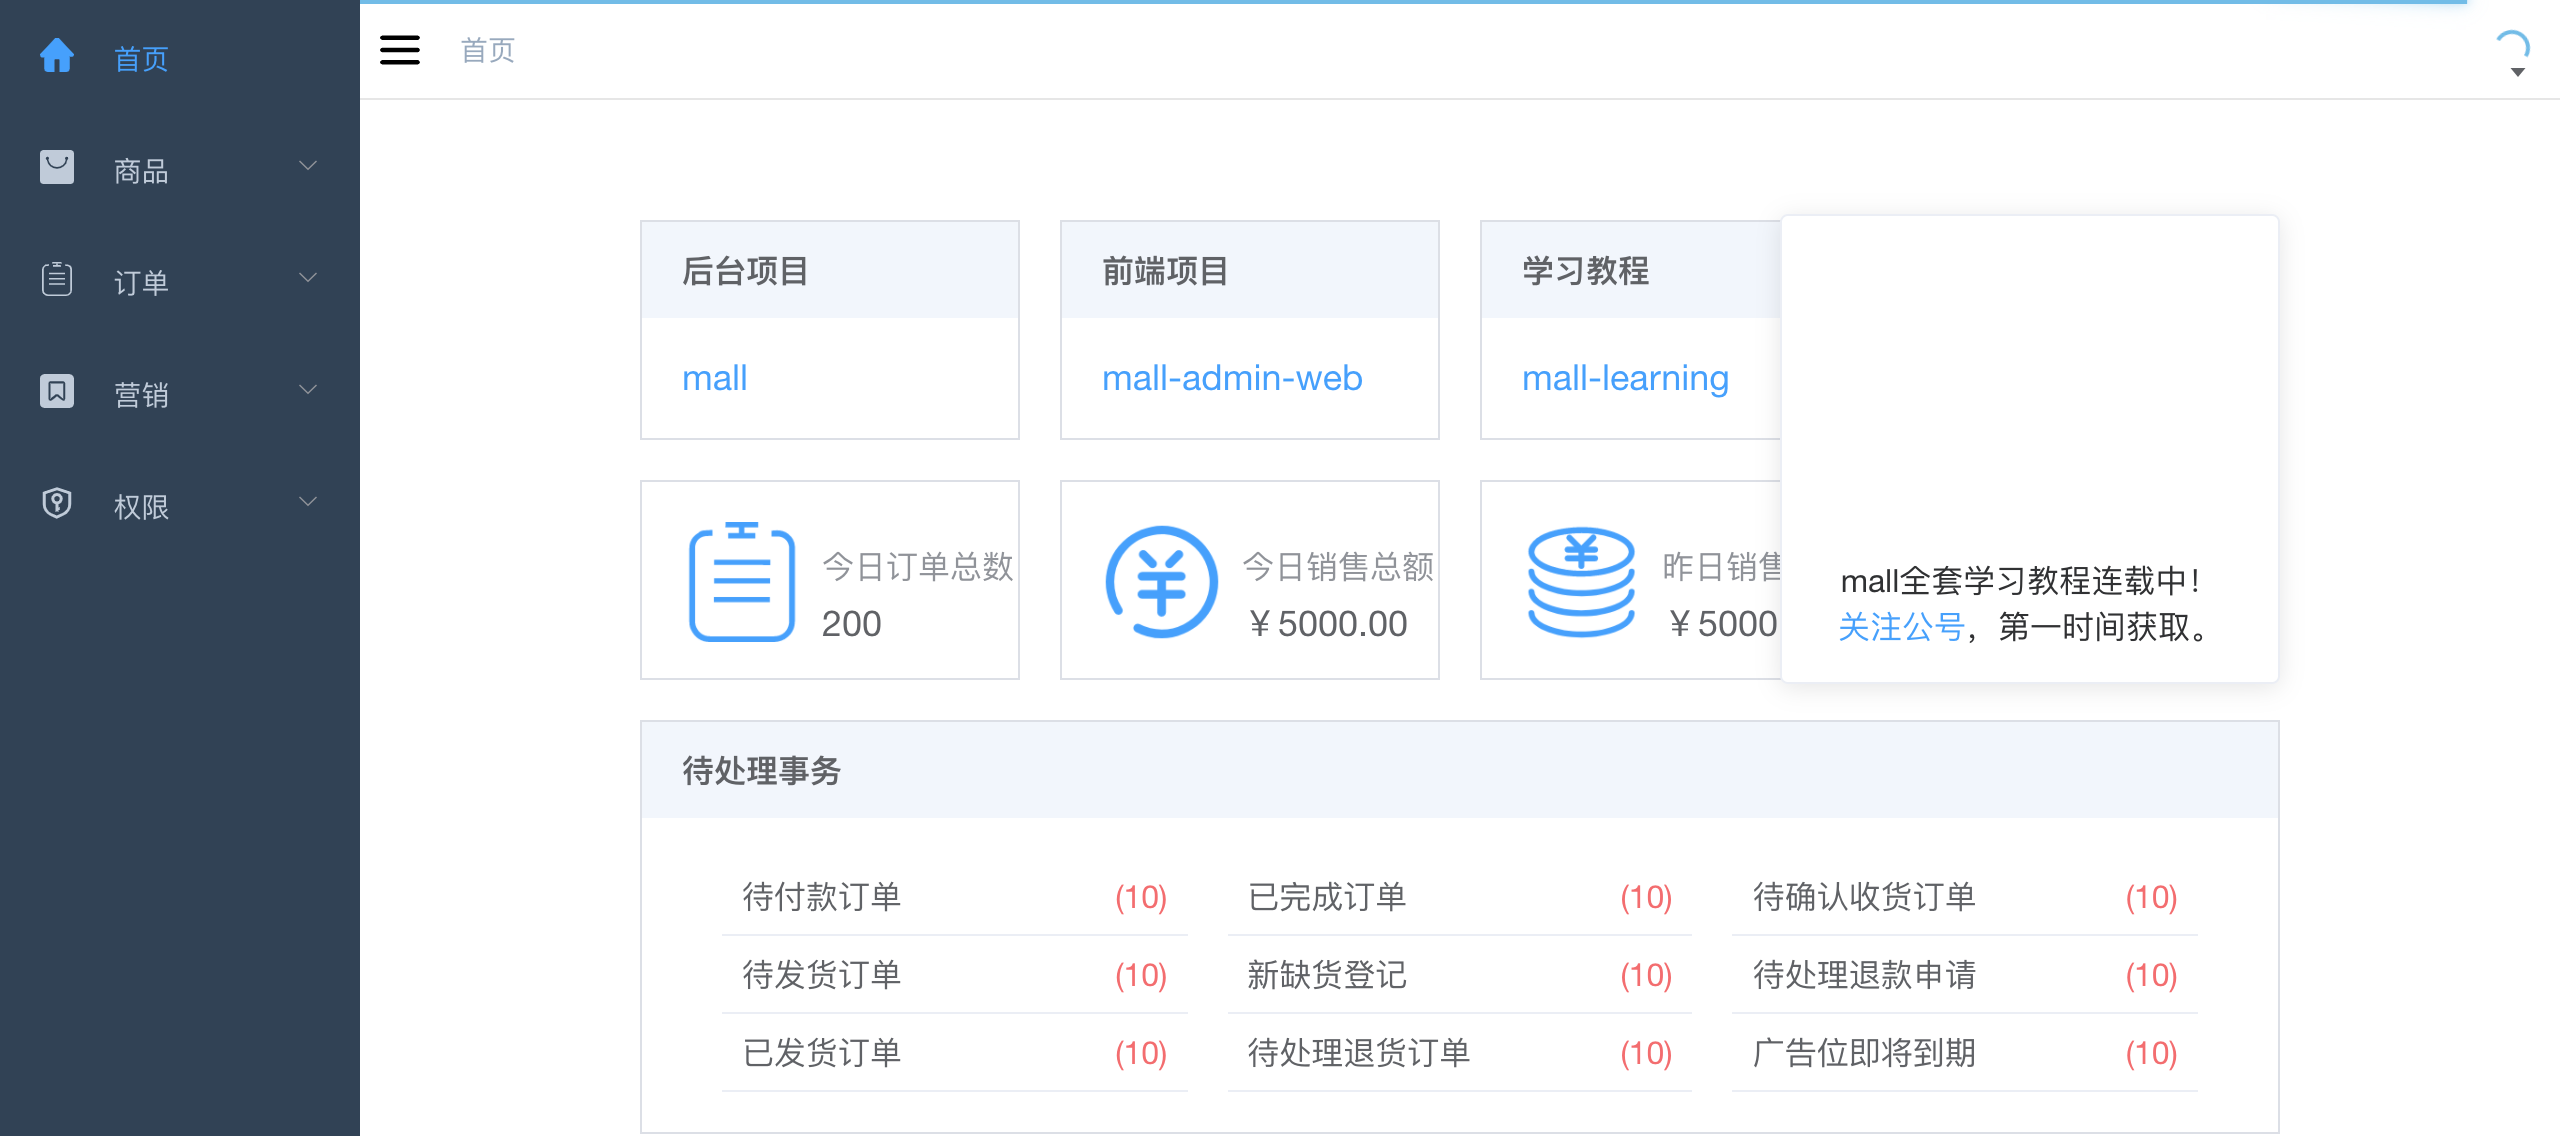 首页
商品
订单
营销
权限
首页
后台项目
前端项目
学习教程
mall
mall-admin-web
mall-learning
今日订单总数
200
今日销售总额
￥5000.00
昨日销售
￥5000
mall全套学习教程连载中！
关注公号，第一时间获取。
待处理事务
待付款订单 (10) 已完成订单 (10) 待确认收货订单 (10)
待发货订单 (10) 新缺货登记 (10) 待处理退款申请 (10)
已发货订单 (10) 待处理退货订单 (10) 广告位即将到期 (10)